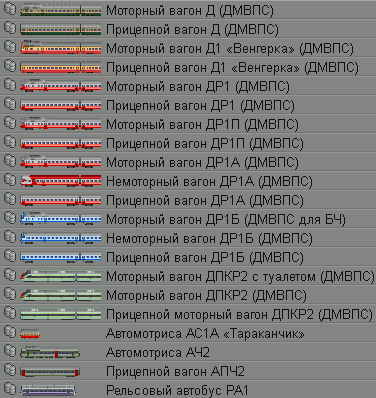 Моторный вагон Д (ДМВПС)
Прицепной вагон Д (ДМВПС)
Моторный вагон Д1 «Венгерка» (ДМВПС)
Прицепной вагон Д1 «Венгерка» (ДМВПС)
Моторный вагон ДР1 (ДМВПС)
Прицепной вагон ДР1 (ДМВПС)
Моторный вагон ДР1П (ДМВПС)
Прицепной вагон ДР1П (ДМВПС)
Моторный вагон ДР1А (ДМВПС)
Немоторный вагон ДР1А (ДМВПС)
Прицепной вагон ДР1А (ДМВПС)
Моторный вагон ДР1Б (ДМВПС для БЧ)
Немоторный вагон ДР1Б (ДМВПС)
Прицепной вагон ДР1Б (ДМВПС)
Моторный вагон ДПКР2 с туалетом (ДМВПС)
Моторный вагон ДПКР2 (ДМВПС)
Прицепной моторный вагон ДПКР2 (ДМВПС)
Автомотриса АС1А «Тараканчик»
Автомотриса АЧ2
Прицепной вагон АПЧ2
Рельсовый автобус РА1